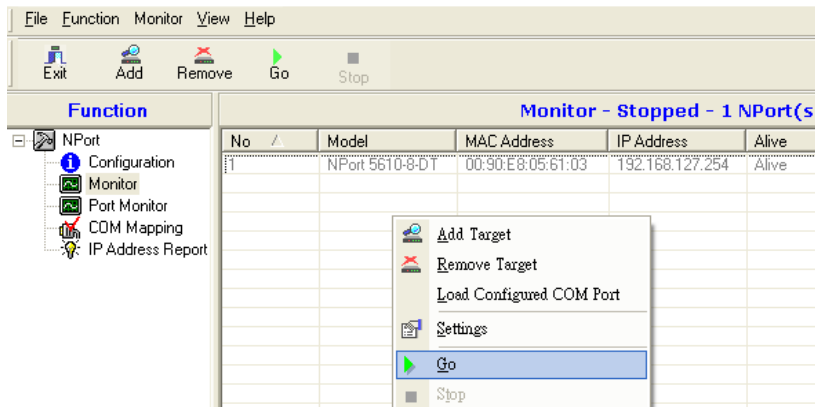 File Function Monitor View Help
Exit Add Remove Go Stop
Function
Monitor - Stopped - 1 NPort(s
NPort
Configuration
Monitor
Port Monitor
COM Mapping
IP Address Report
No Model MAC Address IP Address Alive
1 NPort 5610-8-DT 00:90:E8:05:61:03 192.168.127.254 Alive
Add Target
Remove Target
Load Configured COM Port
Settings
Go
Stop